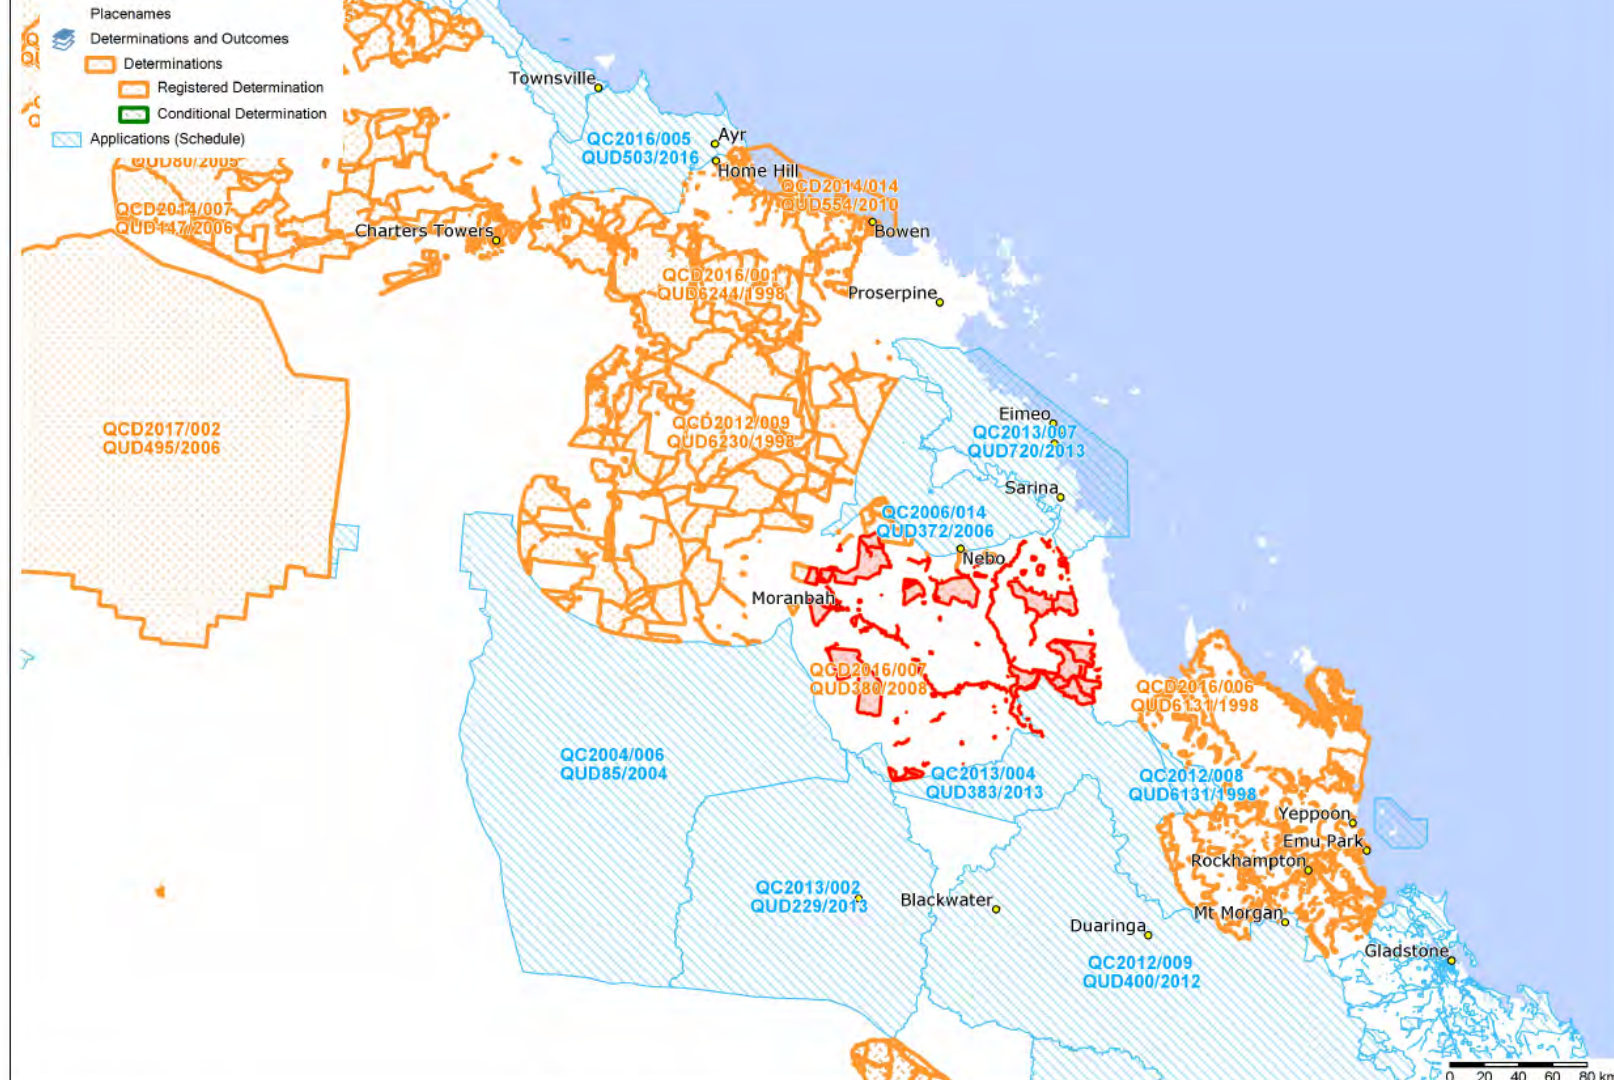 Placenames
Determinations and Outcomes
Determinations
Registered Determination
Conditional Determination
Applications (Schedule)
Townsville
QC2016/005
QUD503/2016
Ayr
Home Hill
QUD80/2005
QCD2014/007
QUD147/2006
QCD2014/014
QUD554/2010
Charters Towers
Bowen
QCD2016/001
QUD6244/1998
Proserpine
QCD2017/002
QUD495/2006
QCD2012/009
QUD6230/1998
Eimeo
QC2013/007
QUD720/2013
Sarina
QC2006/014
QUD372/2006
Nebo
Moranbah
QCD2016/007
QUD380/2008
QCD2016/006
QUD6131/1998
QC2004/006
QUD85/2004
QC2013/004
QUD383/2013
QC2012/008
QUD6131/1998
Yeppoon
Emu Park
Rockhampton
QC2013/002
QUD229/2013
Blackwater
Mt Morgan
Duaringa
Gladstone
QC2012/009
QUD400/2012
0 20 40 60 80 km